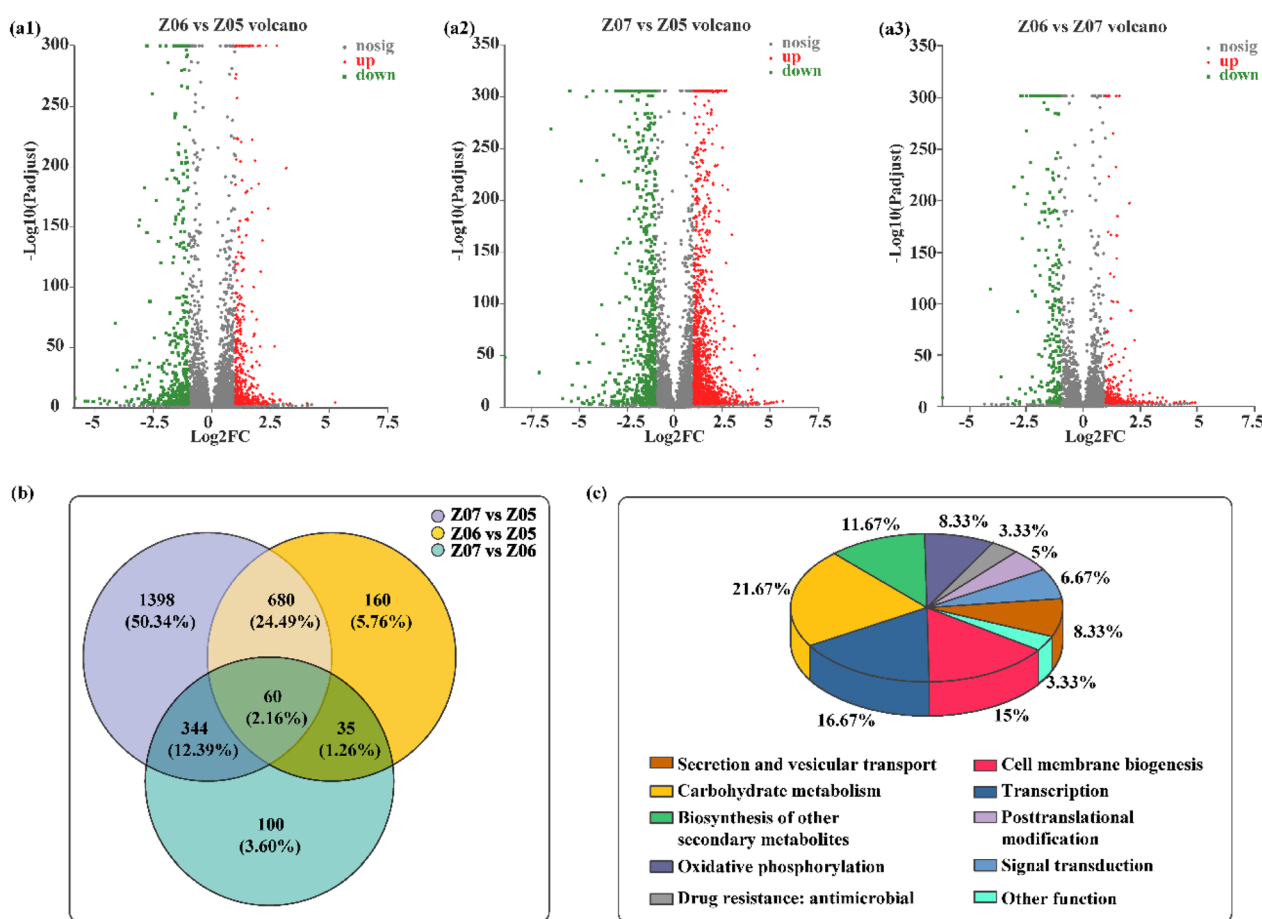 (a1)
Z06 vs Z05 volcano
nosig
up
down
300
250
200
150
100
50
0
-Log10(Padjust)
-5
-2.5
0
2.5
5
7.5
Log2FC
(a2)
Z07 vs Z05 volcano
nosig
up
down
350
300
250
200
150
100
50
0
-Log10(Padjust)
-7.5
-5
-2.5
0
2.5
5
7.5
Log2FC
(a3)
Z06 vs Z07 volcano
nosig
up
down
350
300
250
200
150
100
50
0
-Log10(Padjust)
-5
-2.5
0
2.5
5
7.5
Log2FC
(b)
Z07 vs Z05
Z06 vs Z05
Z07 vs Z06
1398
(50.34%)
680
(24.49%)
160
(5.76%)
60
(2.16%)
344
(12.39%)
35
(1.26%)
100
(3.60%)
(c)
11.67%
8.33%
3.33%
5%
6.67%
8.33%
3.33%
15%
16.67%
21.67%
Secretion and vesicular transport
Carbohydrate metabolism
Biosynthesis of other
secondary metabolites
Oxidative phosphorylation
Drug resistance: antimicrobial
Cell membrane biogenesis
Transcription
Posttranslational
modification
Signal transduction
Other function